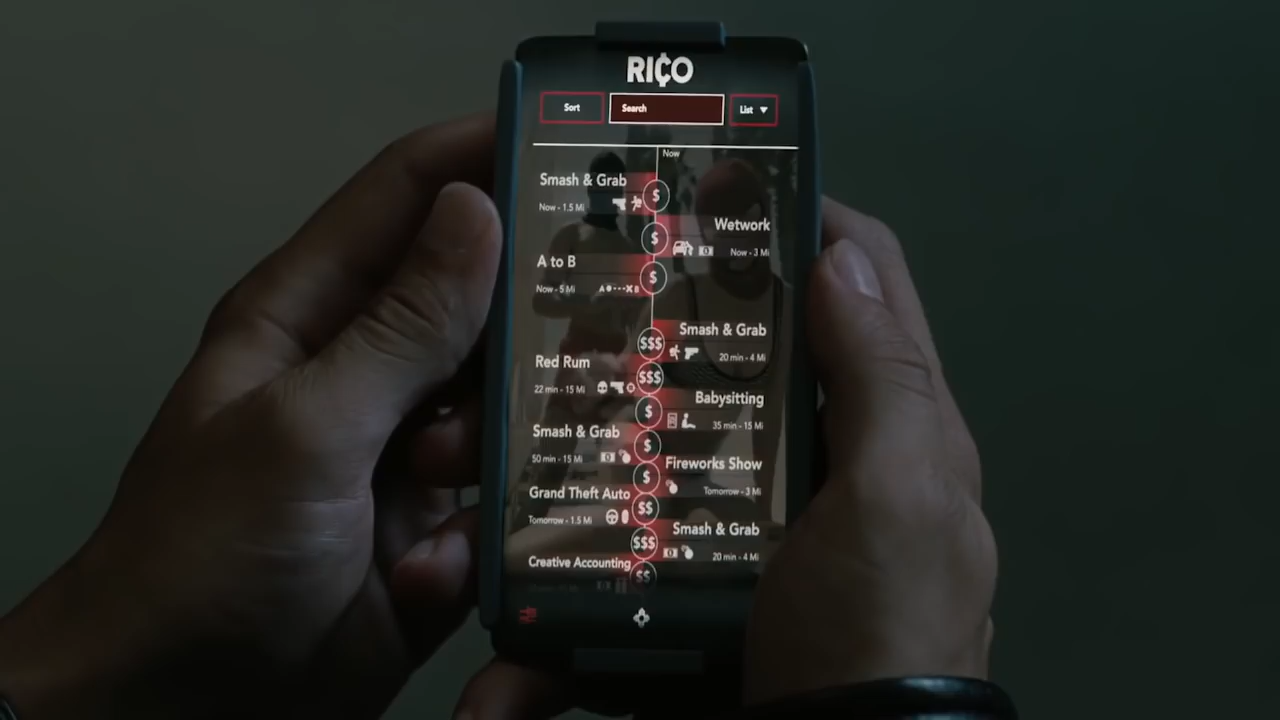 RI₵O
Sort
Search
List
Now
Smash & Grab
Now - 1.5 Mi
$
Wetwork
Now - 3 Mi
$
A to B
Now - 5 Mi
A
B
$
Smash & Grab
20 min - 4 Mi
$$$
Red Rum
22 min - 15 Mi
$$$
Babysitting
35 min - 15 Mi
$
Smash & Grab
50 min - 15 Mi
$
Fireworks Show
Tomorrow - 3 Mi
$
Grand Theft Auto
Tomorrow - 1.5 Mi
$$
Smash & Grab
20 min - 4 Mi
$$$
Creative Accounting
$$